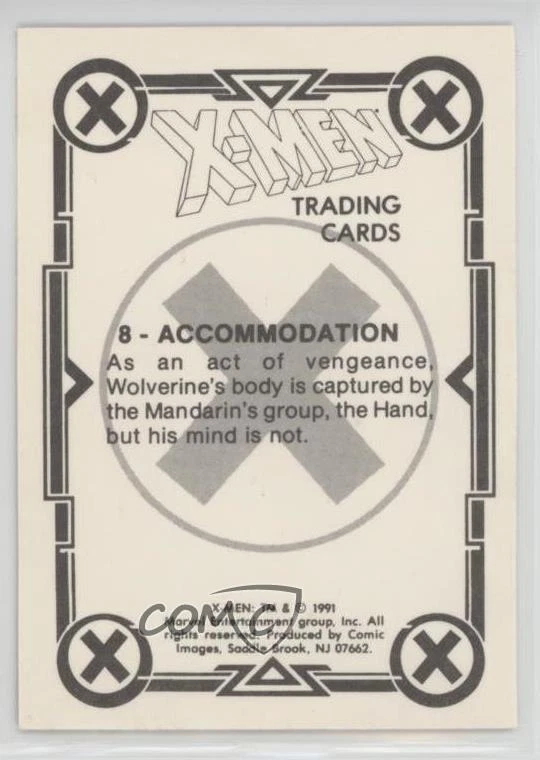 X-MEN
TRADING
CARDS
8 - ACCOMMODATION
As an act of vengeance,
Wolverine's body is captured by
the Mandarin's group, the Hand,
but his mind is not.
X-MEN: TM & © 1991
Marvel Entertainment group, Inc. All
rights reserved. Produced by Comic
Images, Saddle Brook, NJ 07662.
COMC